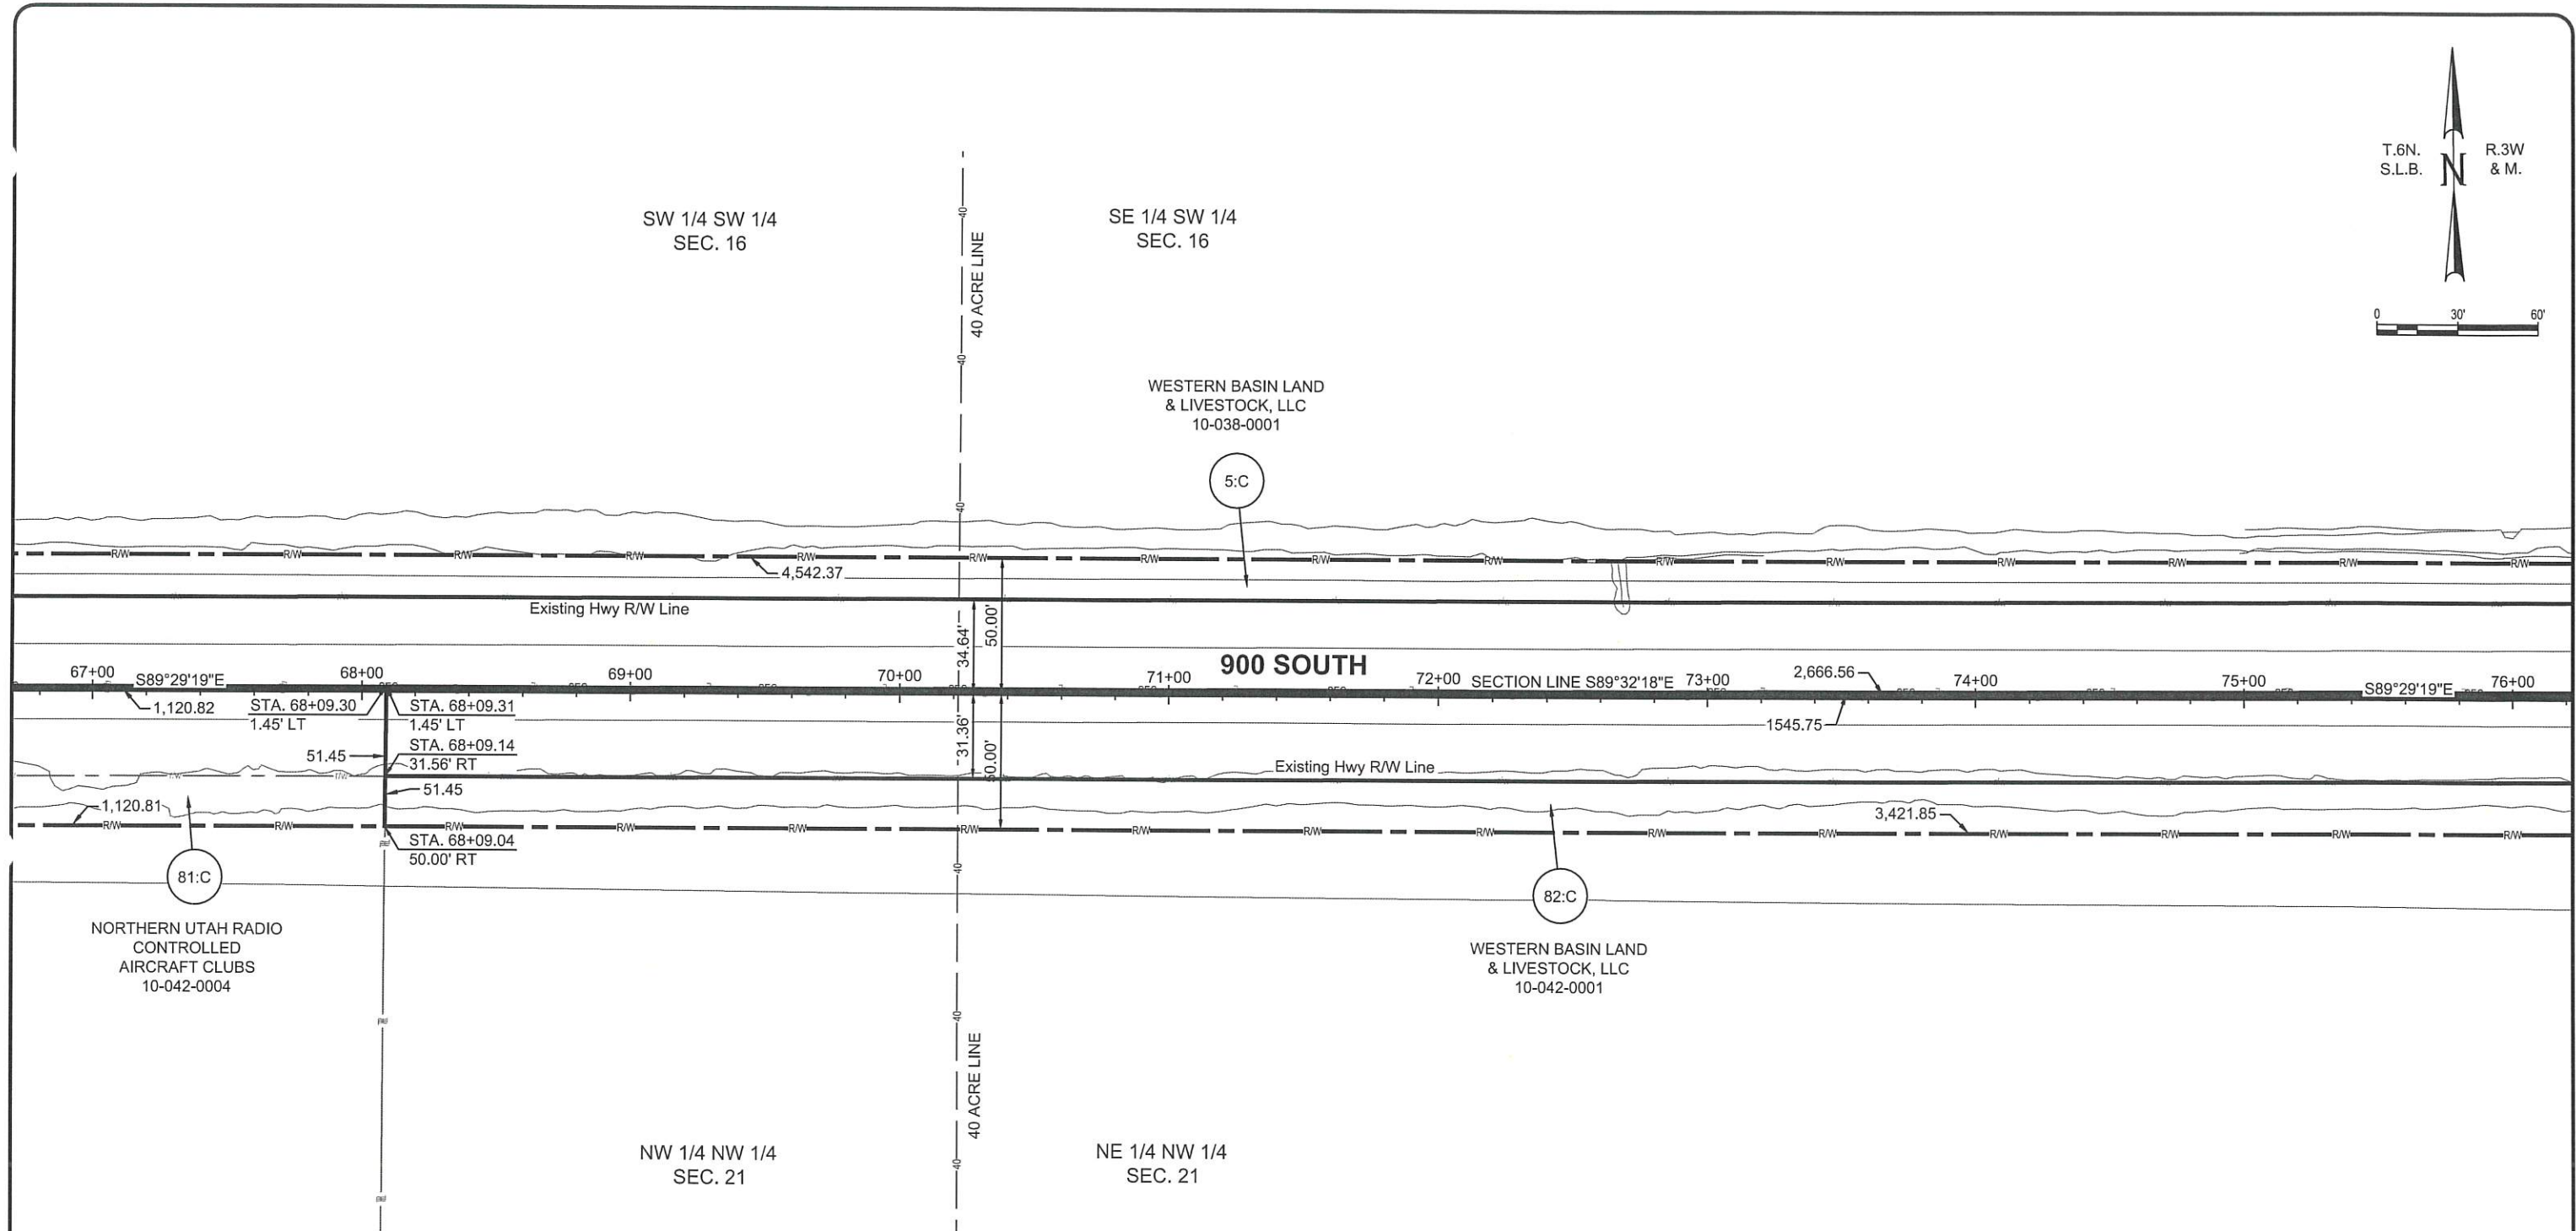 T.6N.
S.L.B.
N
R.3W
& M.
0 30' 60'
SW 1/4 SW 1/4
SEC. 16
SE 1/4 SW 1/4
SEC. 16
40
40 ACRE LINE
40
40
WESTERN BASIN LAND
& LIVESTOCK, LLC
10-038-0001
5:C
R/W R/W R/W R/W R/W R/W R/W R/W R/W R/W R/W R/W R/W R/W R/W
4,542.37
Existing Hwy R/W Line
34.64'
50.00'
900 SOUTH
67+00 68+00 69+00 70+00 71+00 72+00 73+00 74+00 75+00 76+00
S89°29'19"E
SECTION LINE S89°32'18"E
2,666.56
S89°29'19"E
1,120.82
STA. 68+09.30
1.45' LT
STA. 68+09.31
1.45' LT
1545.75
31.36'
50.00'
51.45
STA. 68+09.14
31.56' RT
Existing Hwy R/W Line
51.45
1,120.81
3,421.85
R/W R/W R/W R/W R/W R/W R/W R/W R/W R/W R/W R/W R/W R/W R/W
STA. 68+09.04
50.00' RT
40
81:C
82:C
NORTHERN UTAH RADIO
CONTROLLED
AIRCRAFT CLUBS
10-042-0004
WESTERN BASIN LAND
& LIVESTOCK, LLC
10-042-0001
40
40 ACRE LINE
40
NW 1/4 NW 1/4
SEC. 21
NE 1/4 NW 1/4
SEC. 21